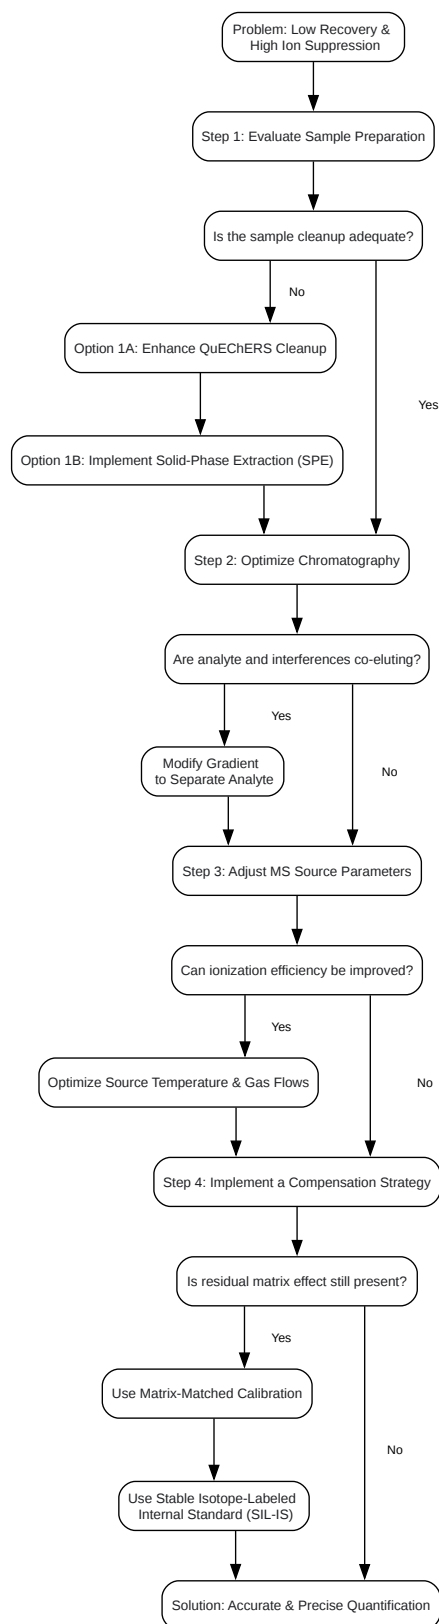 Problem: Low Recovery &
High Ion Suppression
Step 1: Evaluate Sample Preparation
Is the sample cleanup adequate?
No
Option 1A: Enhance QuEChERS Cleanup
Yes
Option 1B: Implement Solid-Phase Extraction (SPE)
Step 2: Optimize Chromatography
Are analyte and interferences co-eluting?
Yes
Modify Gradient
to Separate Analyte
No
Step 3: Adjust MS Source Parameters
Can ionization efficiency be improved?
Yes
Optimize Source Temperature & Gas Flows
No
Step 4: Implement a Compensation Strategy
Is residual matrix effect still present?
Yes
Use Matrix-Matched Calibration
No
Use Stable Isotope-Labeled
Internal Standard (SIL-IS)
Solution: Accurate & Precise Quantification